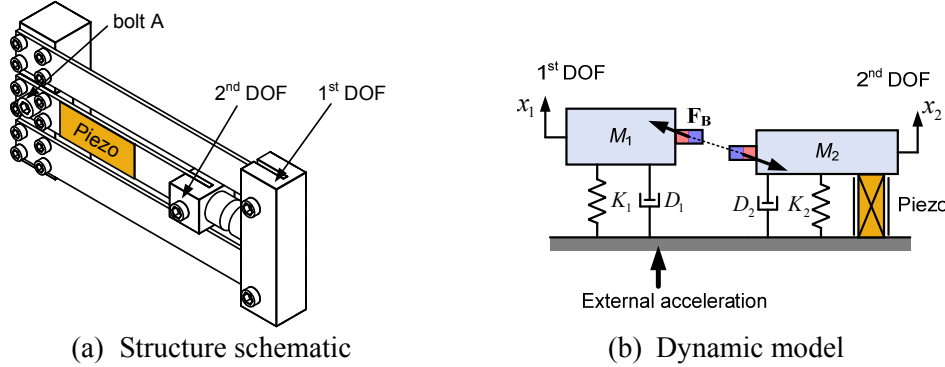 bolt A
2nd DOF
1st DOF
Piezo
(a) Structure schematic
1st DOF
2nd DOF
x1
x2
FB
M1
M2
K1
D1
D2
K2
Piezo
External acceleration
(b) Dynamic model